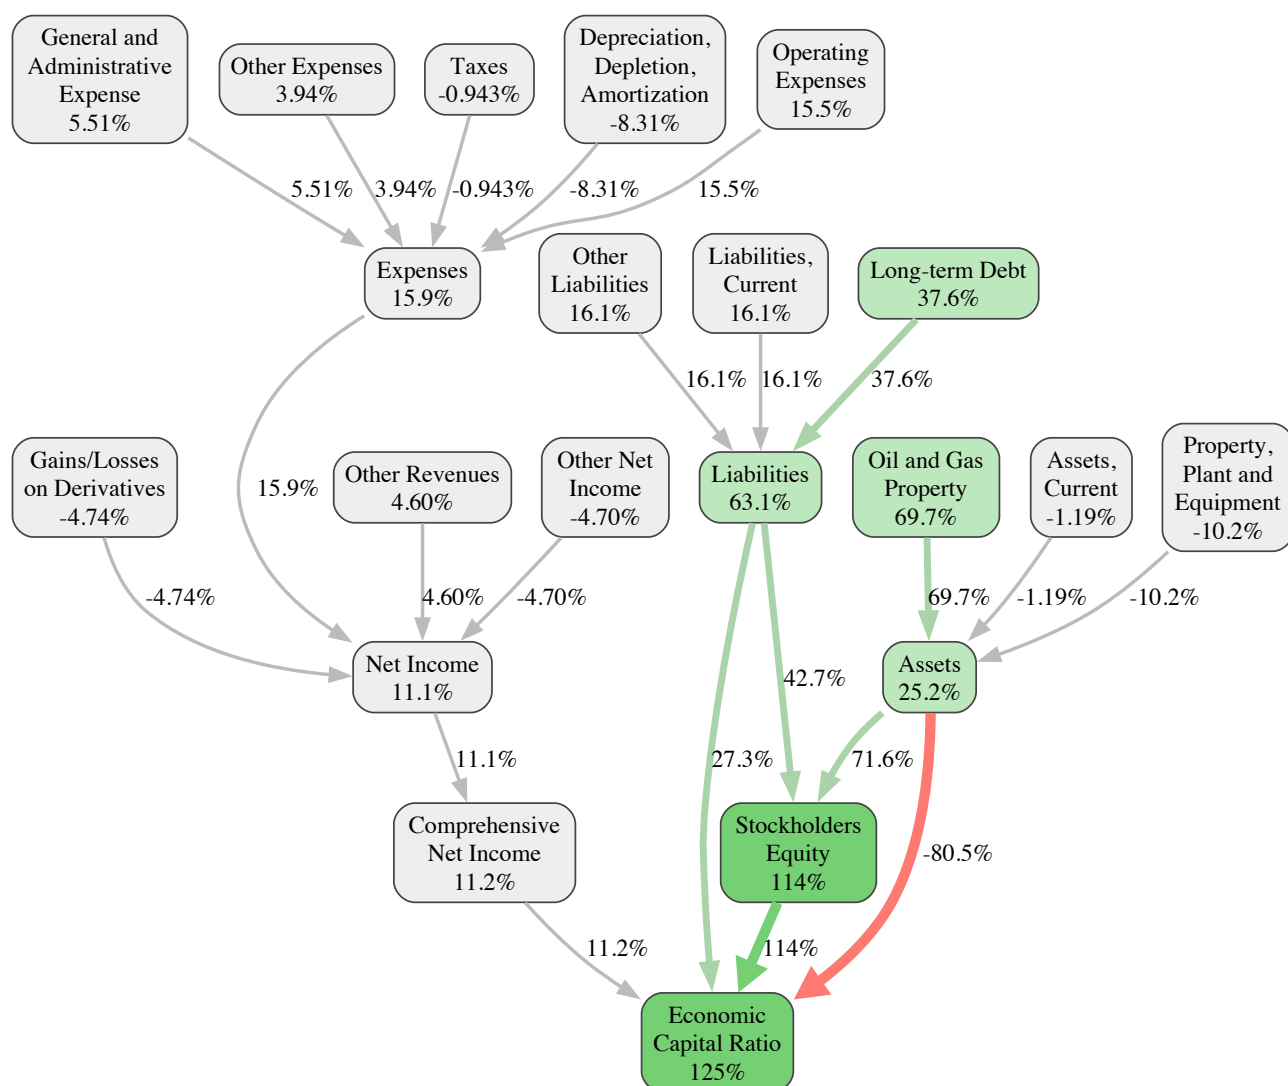 General and
Administrative
Expense
5.51%
Other Expenses
3.94%
Taxes
-0.943%
Depreciation,
Depletion,
Amortization
-8.31%
Operating
Expenses
15.5%
5.51%
3.94%
-0.943%
-8.31%
15.5%
Expenses
15.9%
Other
Liabilities
16.1%
Liabilities,
Current
16.1%
Long-term Debt
37.6%
16.1%
16.1%
37.6%
Gains/Losses
on Derivatives
-4.74%
15.9%
Other Revenues
4.60%
Other Net
Income
-4.70%
Liabilities
63.1%
Oil and Gas
Property
69.7%
Assets,
Current
-1.19%
Property,
Plant and
Equipment
-10.2%
-4.74%
4.60%
-4.70%
69.7%
-1.19%
-10.2%
Net Income
11.1%
42.7%
Assets
25.2%
11.1%
27.3%
71.6%
Comprehensive
Net Income
11.2%
Stockholders
Equity
114%
-80.5%
11.2%
114%
Economic
Capital Ratio
125%